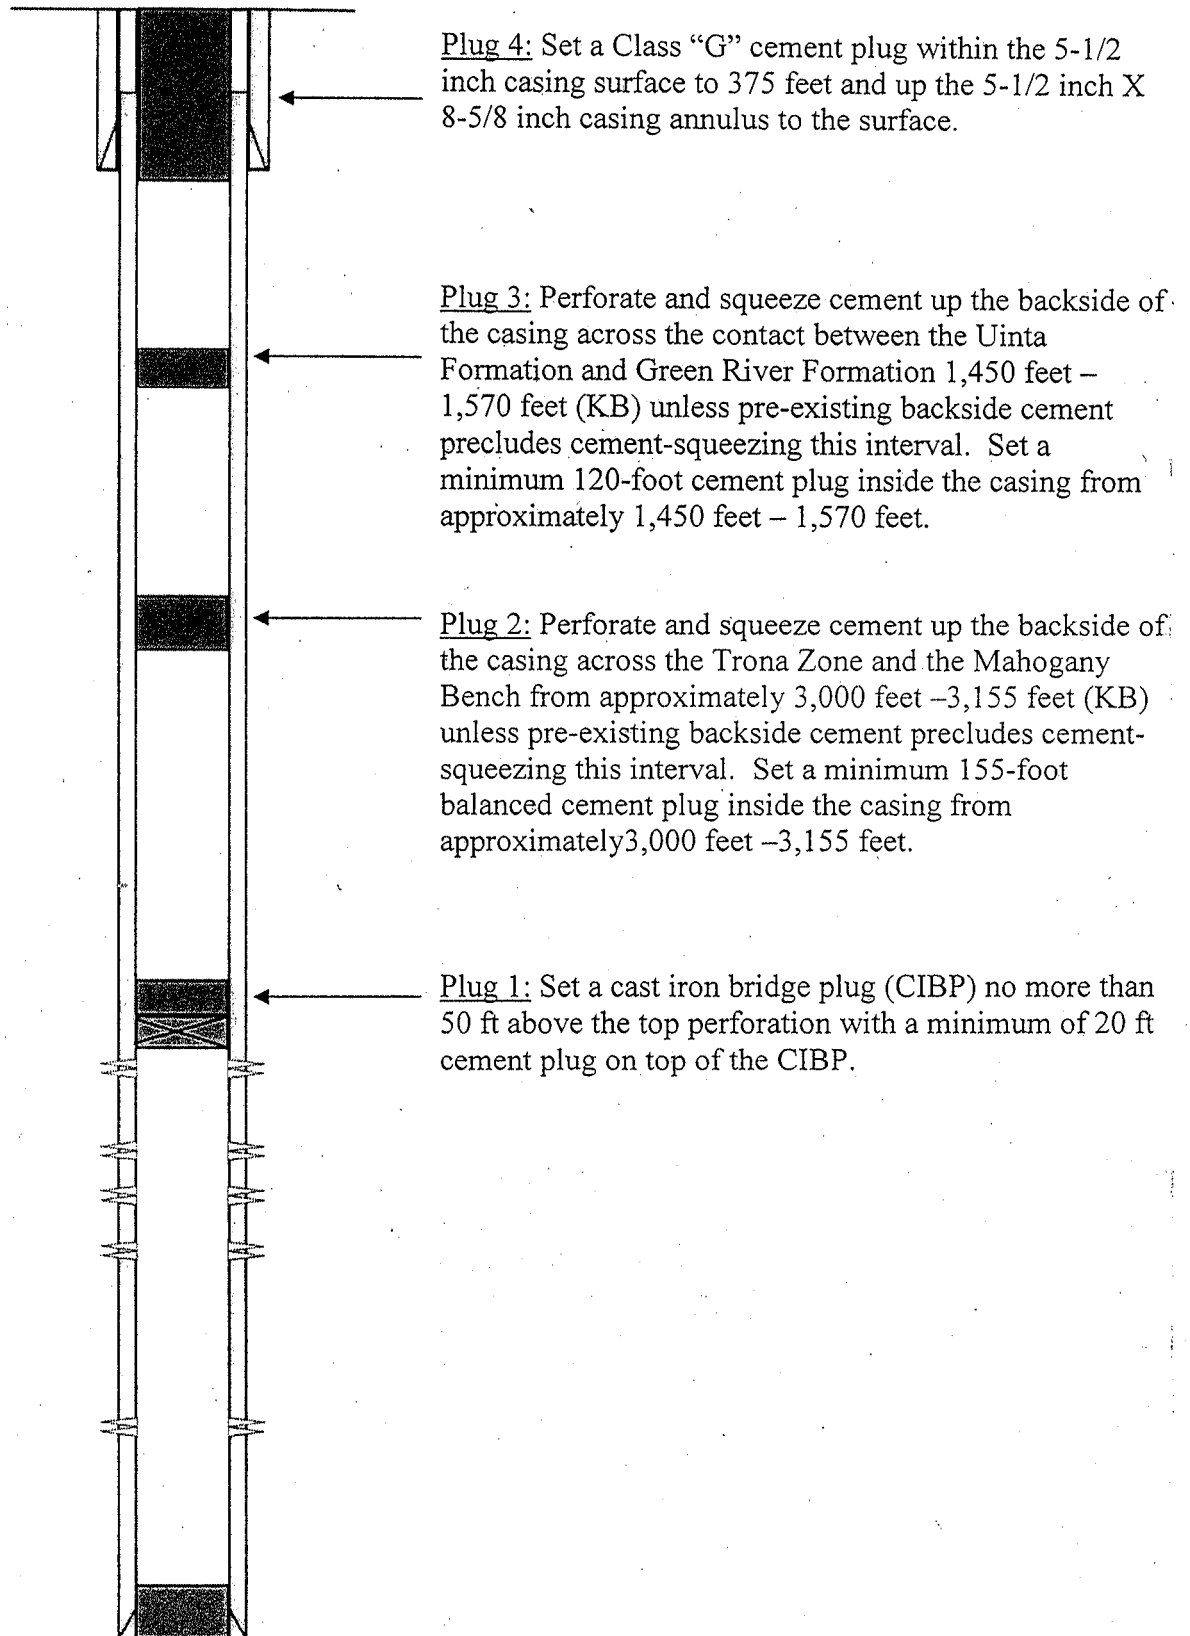 Plug 4: Set a Class “G” cement plug within the 5-1/2
inch casing surface to 375 feet and up the 5-1/2 inch X
8-5/8 inch casing annulus to the surface.
Plug 3: Perforate and squeeze cement up the backside of
the casing across the contact between the Uinta
Formation and Green River Formation 1,450 feet –
1,570 feet (KB) unless pre-existing backside cement
precludes cement-squeezing this interval. Set a
minimum 120-foot cement plug inside the casing from
approximately 1,450 feet – 1,570 feet.
Plug 2: Perforate and squeeze cement up the backside of
the casing across the Trona Zone and the Mahogany
Bench from approximately 3,000 feet –3,155 feet (KB)
unless pre-existing backside cement precludes cement-
squeezing this interval. Set a minimum 155-foot
balanced cement plug inside the casing from
approximately3,000 feet –3,155 feet.
Plug 1: Set a cast iron bridge plug (CIBP) no more than
50 ft above the top perforation with a minimum of 20 ft
cement plug on top of the CIBP.